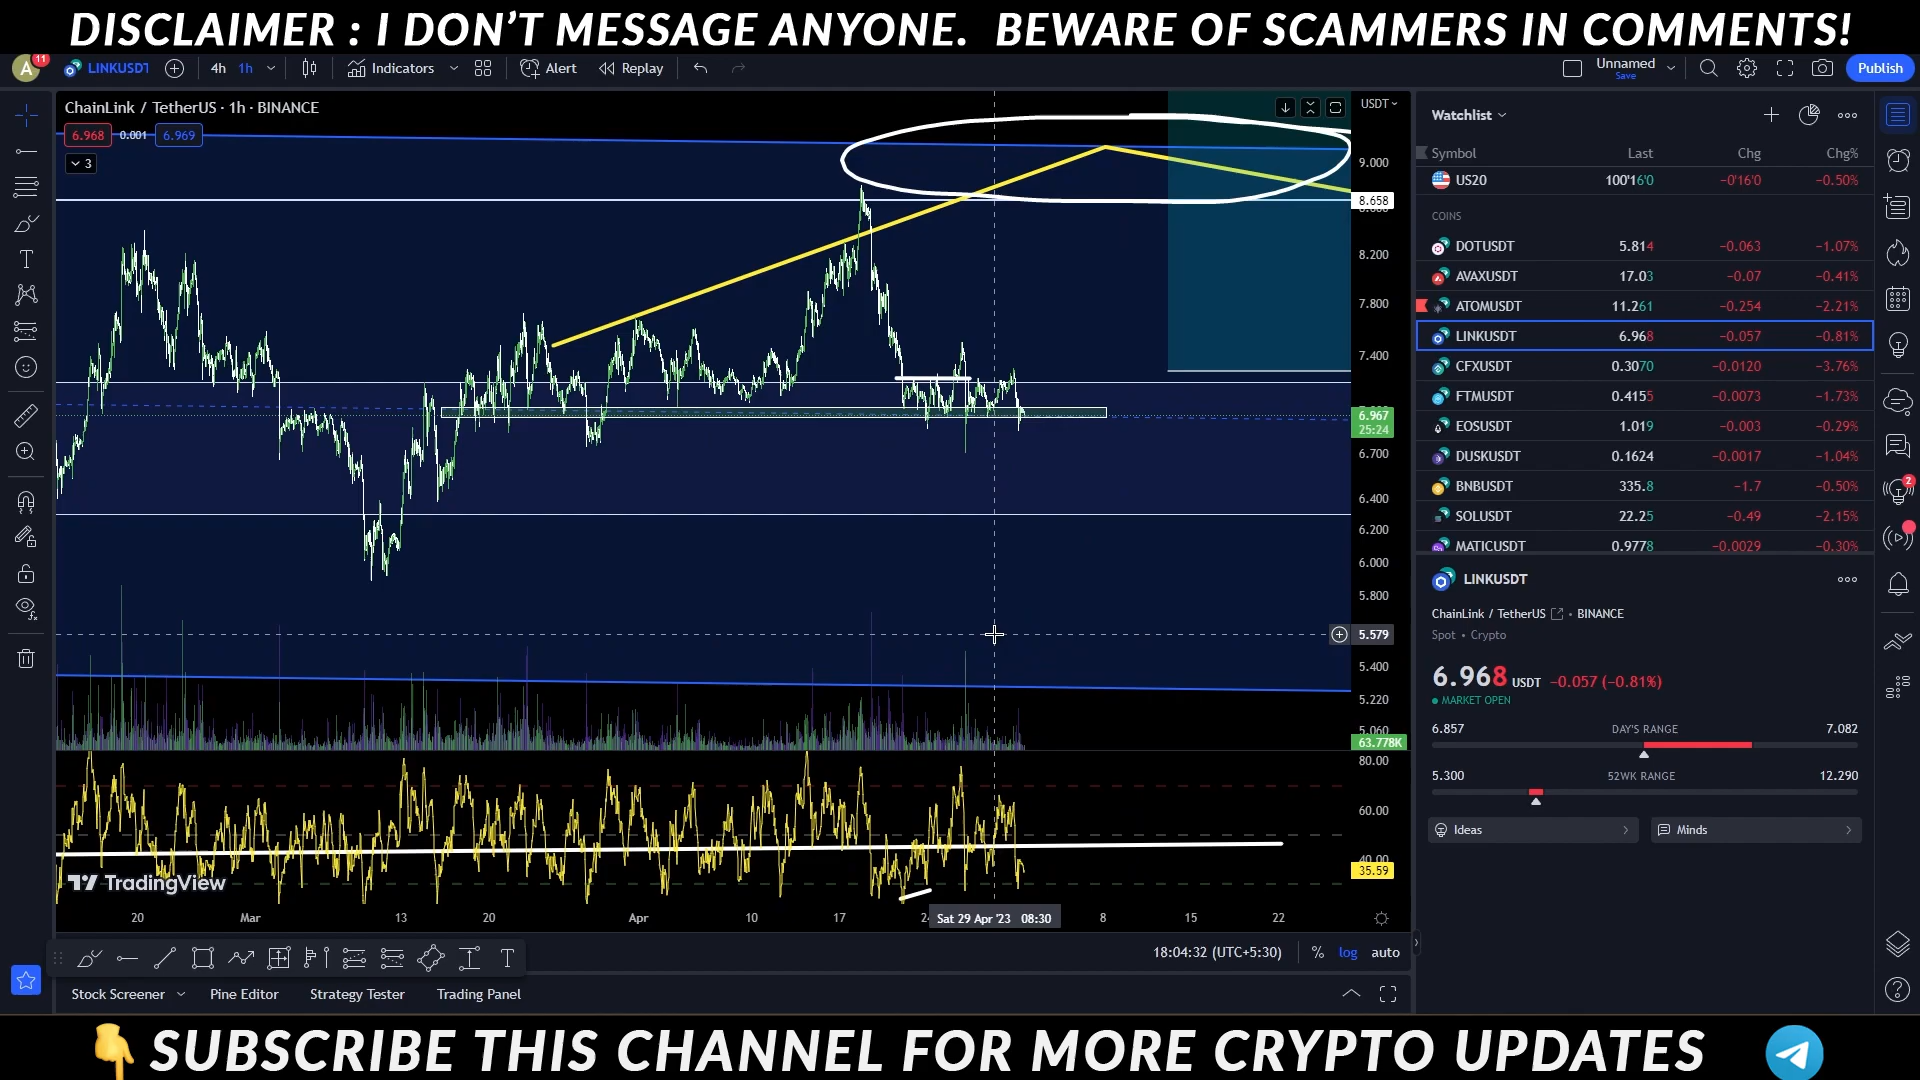 DISCLAIMER : I DON'T MESSAGE ANYONE. BEWARE OF SCAMMERS IN COMMENTS!
A 11 LINKUSDT 4h 1h Indicators Alert Replay Unnamed Save Publish
ChainLink / TetherUS · 1h · BINANCE
6.968 0.001 6.969
3
USDT
9.000
8.658
8.200
7.800
7.400
6.967
25:24
6.700
6.400
6.200
6.000
5.800
5.579
5.400
5.220
5.060
63.778K
80.00
60.00
40.00
35.59
TradingView
20 Mar 13 20 Apr 10 17 Sat 29 Apr '23 08:30 8 15 22
18:04:32 (UTC+5:30) % log auto
Stock Screener Pine Editor Strategy Tester Trading Panel
Watchlist
Symbol Last Chg Chg%
US20 100'16'0 −0'16'0 −0.50%
COINS
DOTUSDT 5.814 −0.063 −1.07%
AVAXUSDT 17.03 −0.07 −0.41%
ATOMUSDT 11.261 −0.254 −2.21%
LINKUSDT 6.968 −0.057 −0.81%
CFXUSDT 0.3070 −0.0120 −3.76%
FTMUSDT 0.4155 −0.0073 −1.73%
EOSUSDT 1.019 −0.003 −0.29%
DUSKUSDT 0.1624 −0.0017 −1.04%
BNBUSDT 335.8 −1.7 −0.50%
SOLUSDT 22.25 −0.49 −2.15%
MATICUSDT 0.9778 −0.0029 −0.30%
LINKUSDT
ChainLink / TetherUS • BINANCE
Spot • Crypto
6.968 USDT −0.057 (−0.81%)
MARKET OPEN
6.857 DAY'S RANGE 7.082
5.300 52WK RANGE 12.290
Ideas Minds
2
SUBSCRIBE THIS CHANNEL FOR MORE CRYPTO UPDATES